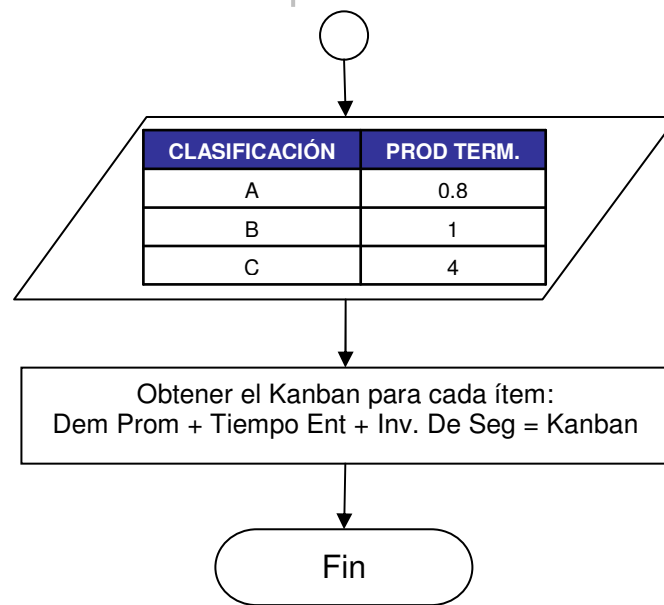 CLASIFICACIÓN PROD TERM.
A 0.8
B 1
C 4
Obtener el Kanban para cada ítem:
Dem Prom + Tiempo Ent + Inv. De Seg = Kanban
Fin